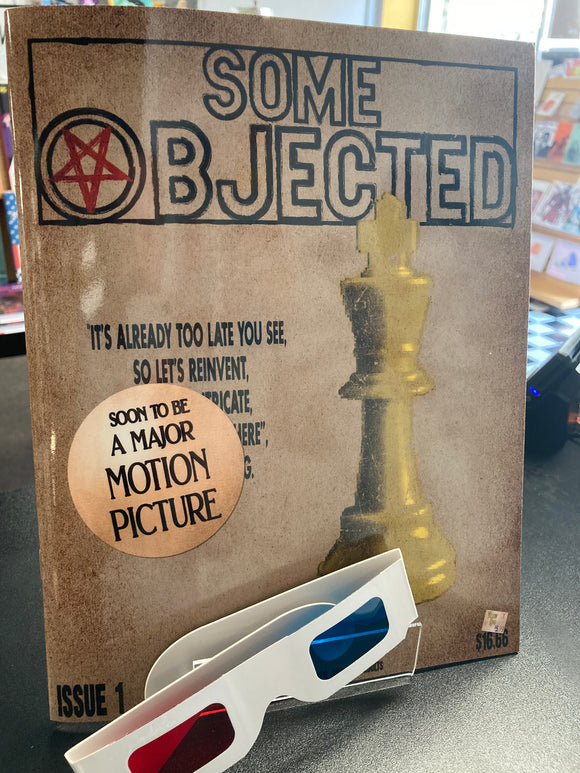 SOME
OBJECTED
"IT'S ALREADY TOO LATE YOU SEE,
SO LET'S REINVENT,
SOON TO BE
A MAJOR
MOTION
PICTURE
$16.66
ISSUE 1